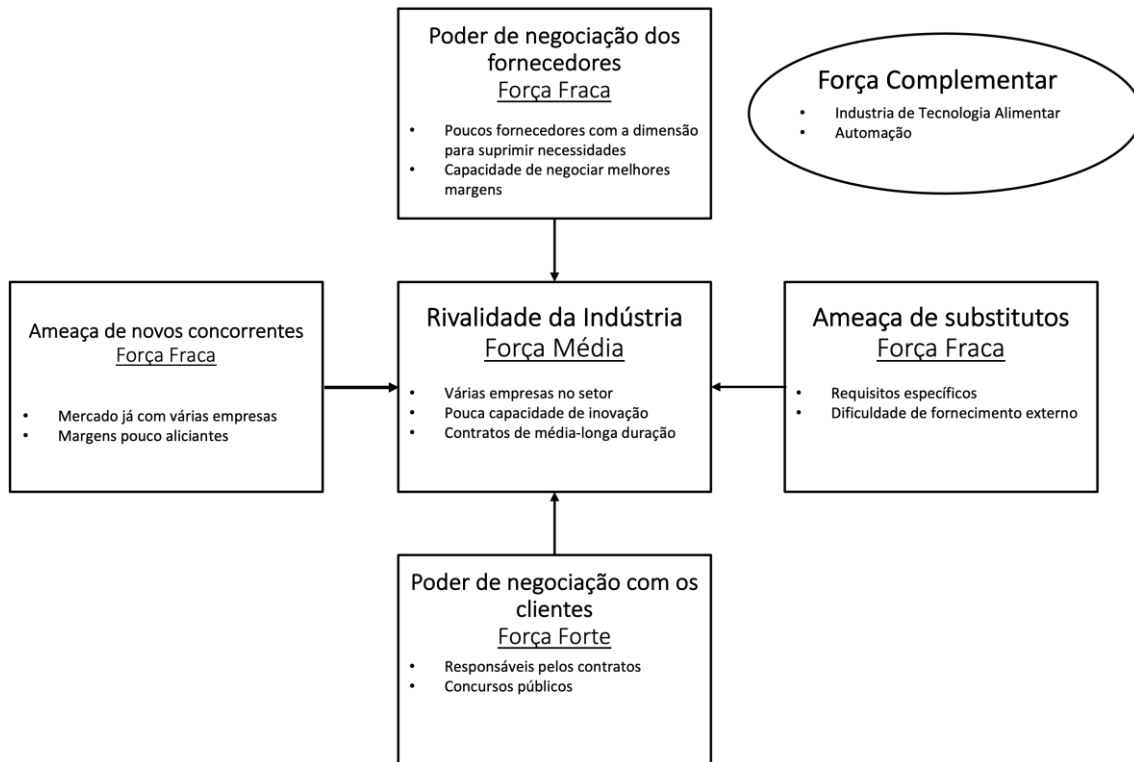 Poder de negociação dos
fornecedores
Força Fraca
• Poucos fornecedores com a dimensão
para suprimir necessidades
• Capacidade de negociar melhores
margens
Força Complementar
• Industria de Tecnologia Alimentar
• Automação
Ameaça de novos concorrentes
Força Fraca
• Mercado já com várias empresas
• Margens pouco aliciantes
Rivalidade da Indústria
Força Média
• Várias empresas no setor
• Pouca capacidade de inovação
• Contratos de média-longa duração
Ameaça de substitutos
Força Fraca
• Requisitos específicos
• Dificuldade de fornecimento externo
Poder de negociação com os
clientes
Força Forte
• Responsáveis pelos contratos
• Concursos públicos